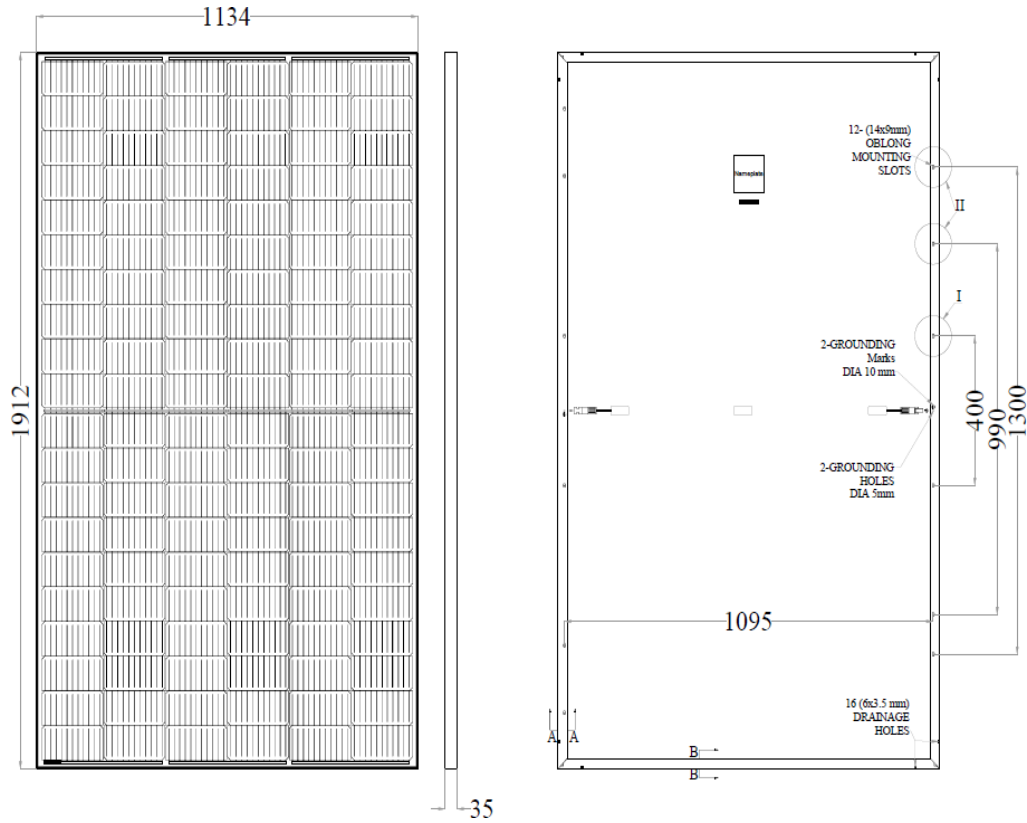 1134
1912
35
12- (14x9mm)
OBLONG
MOUNTING
SLOTS
Nameplate
II
I
2-GROUNDING
Marks
DIA 10 mm
400
990
1300
2-GROUNDING
HOLES
DIA 5mm
1095
16 (6x3.5 mm)
DRAINAGE
HOLES
A A
B
B